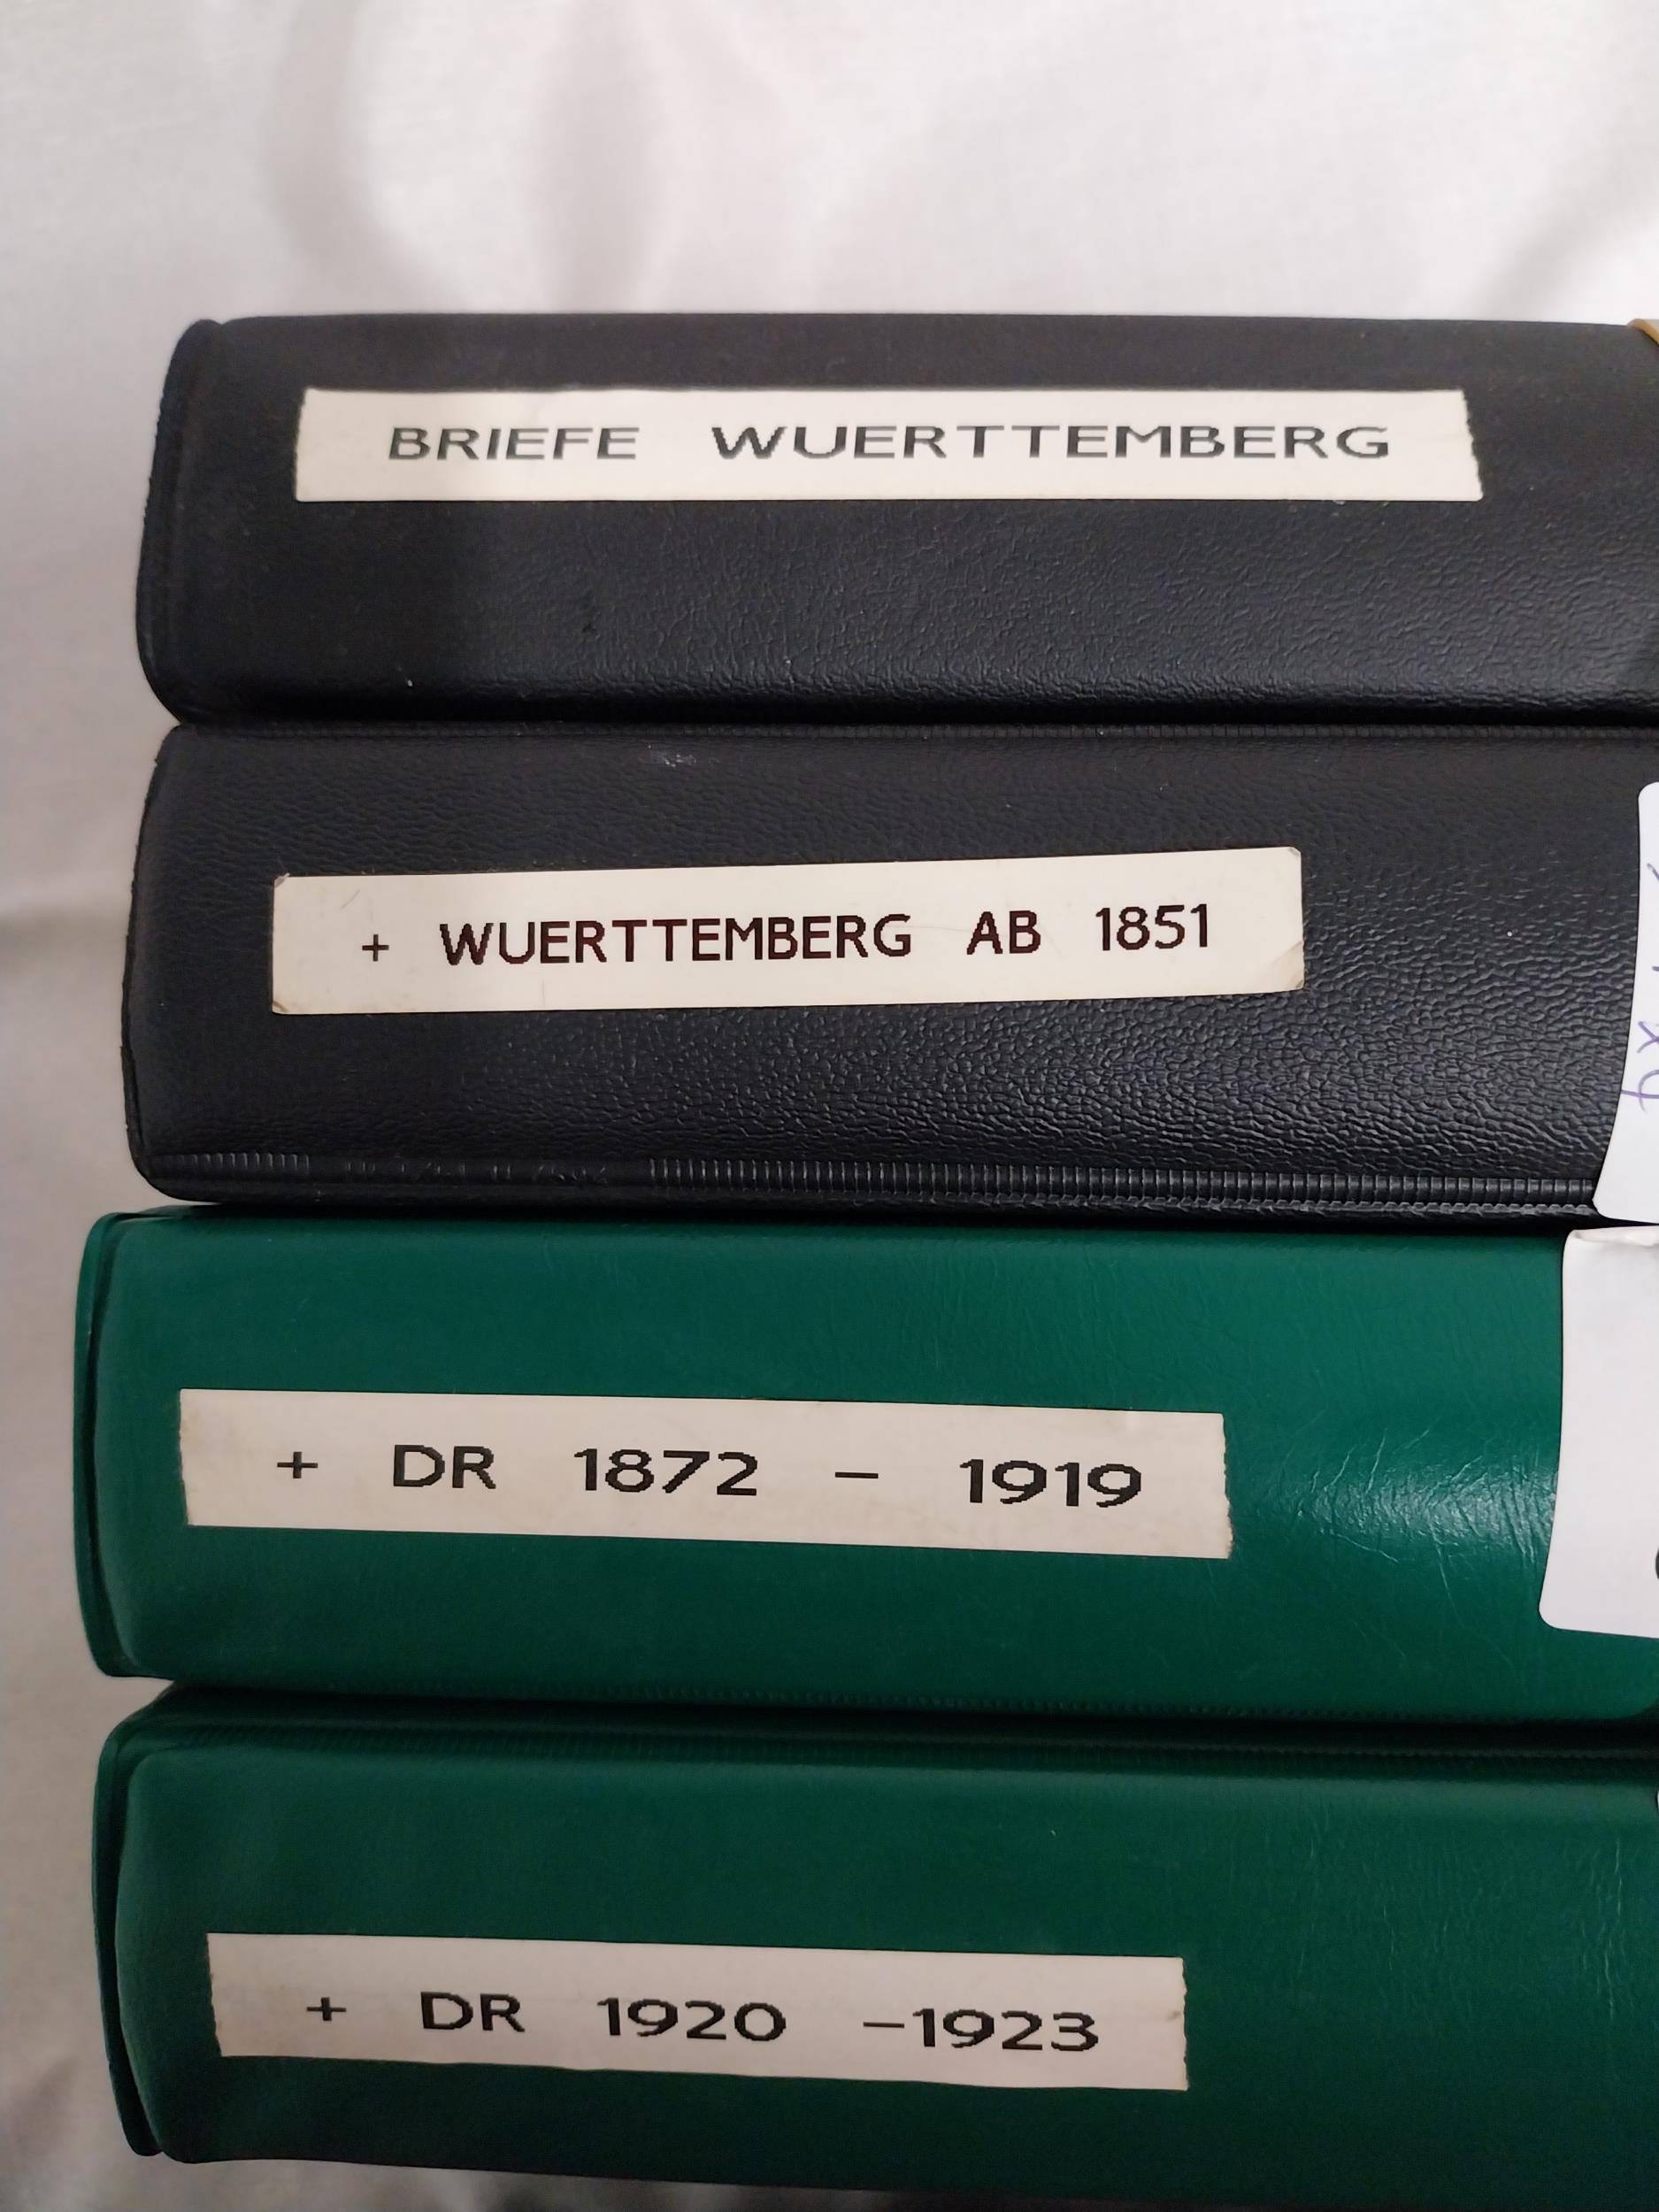 BRIEFE WUERTTEMBERG
+ WUERTTEMBERG AB 1851
+ DR 1872 - 1919
+ DR 1920 -1923